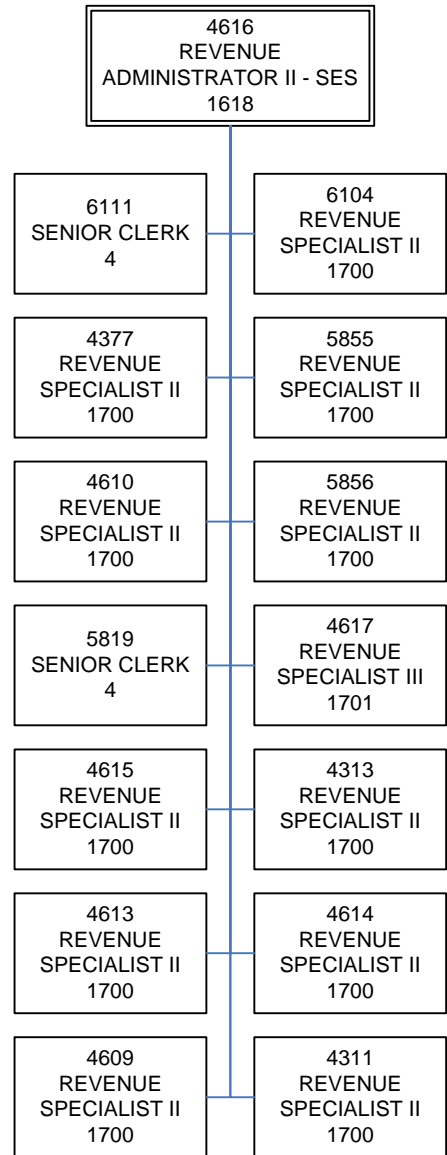 4616
REVENUE
ADMINISTRATOR II - SES
1618
6111
SENIOR CLERK
4
6104
REVENUE
SPECIALIST II
1700
4377
REVENUE
SPECIALIST II
1700
5855
REVENUE
SPECIALIST II
1700
4610
REVENUE
SPECIALIST II
1700
5856
REVENUE
SPECIALIST II
1700
5819
SENIOR CLERK
4
4617
REVENUE
SPECIALIST III
1701
4615
REVENUE
SPECIALIST II
1700
4313
REVENUE
SPECIALIST II
1700
4613
REVENUE
SPECIALIST II
1700
4614
REVENUE
SPECIALIST II
1700
4609
REVENUE
SPECIALIST II
1700
4311
REVENUE
SPECIALIST II
1700